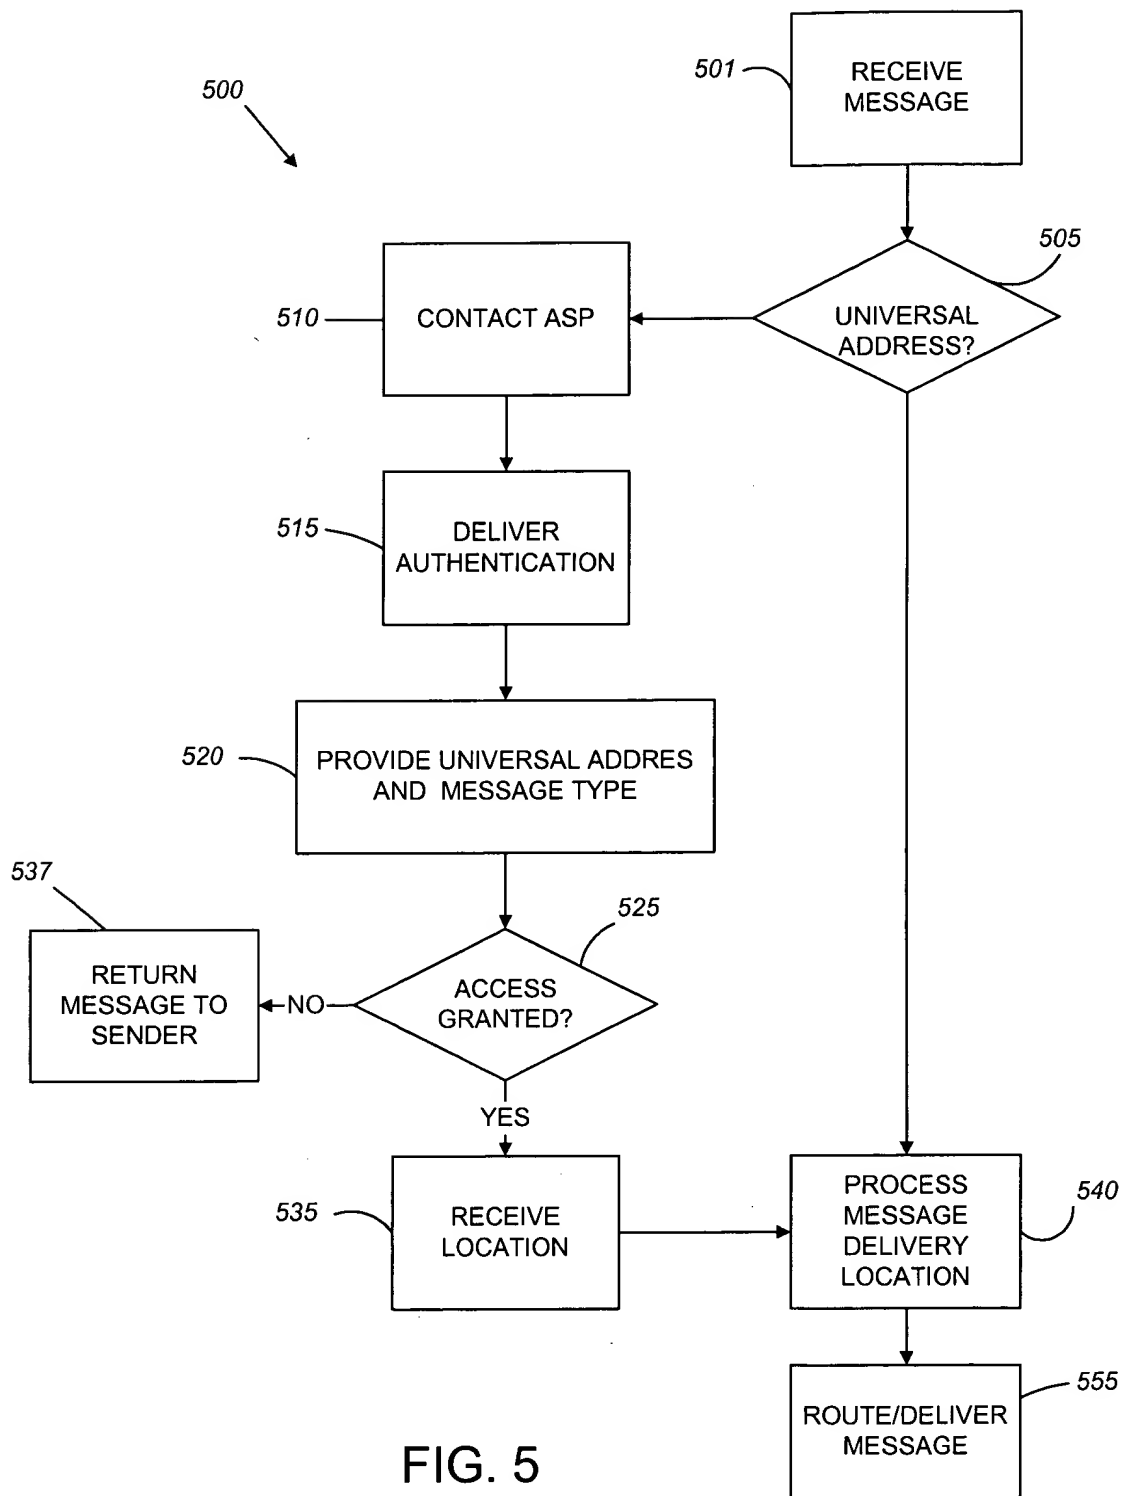 500
501
RECEIVE
MESSAGE
505
UNIVERSAL
ADDRESS?
510
CONTACT ASP
515
DELIVER
AUTHENTICATION
520
PROVIDE UNIVERSAL ADDRES
AND MESSAGE TYPE
525
ACCESS
GRANTED?
NO
537
RETURN
MESSAGE TO
SENDER
YES
535
RECEIVE
LOCATION
540
PROCESS
MESSAGE
DELIVERY
LOCATION
555
ROUTE/DELIVER
MESSAGE
FIG. 5